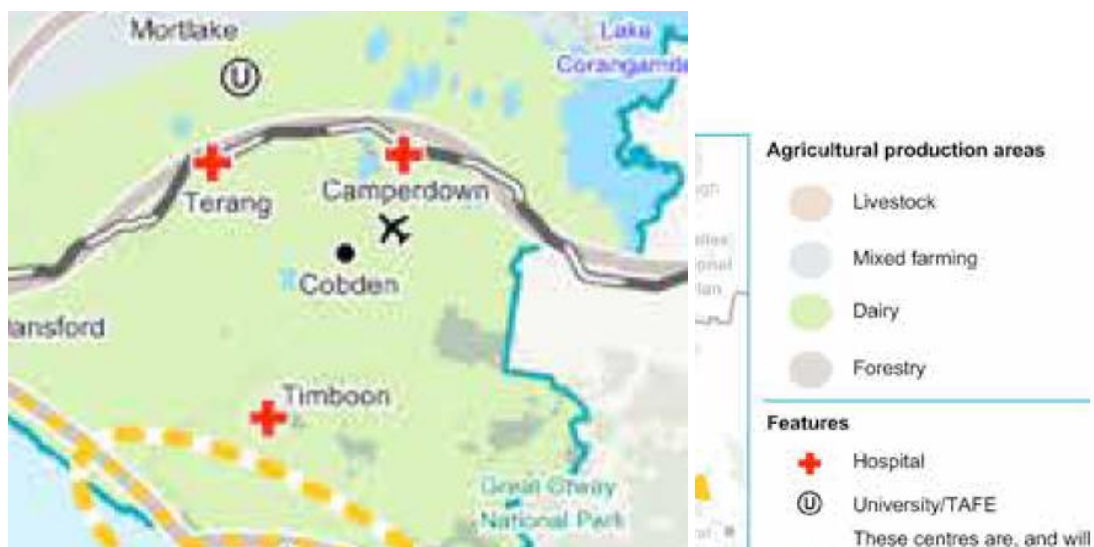 Mortlake
Lake
Corangamite
U
Terang
Camperdown
Cobden
ansford
Timboon
Great Otway
National Park
Agricultural production areas
Livestock
Mixed farming
Dairy
Forestry
Features
Hospital
U University/TAFE
These centres are, and will